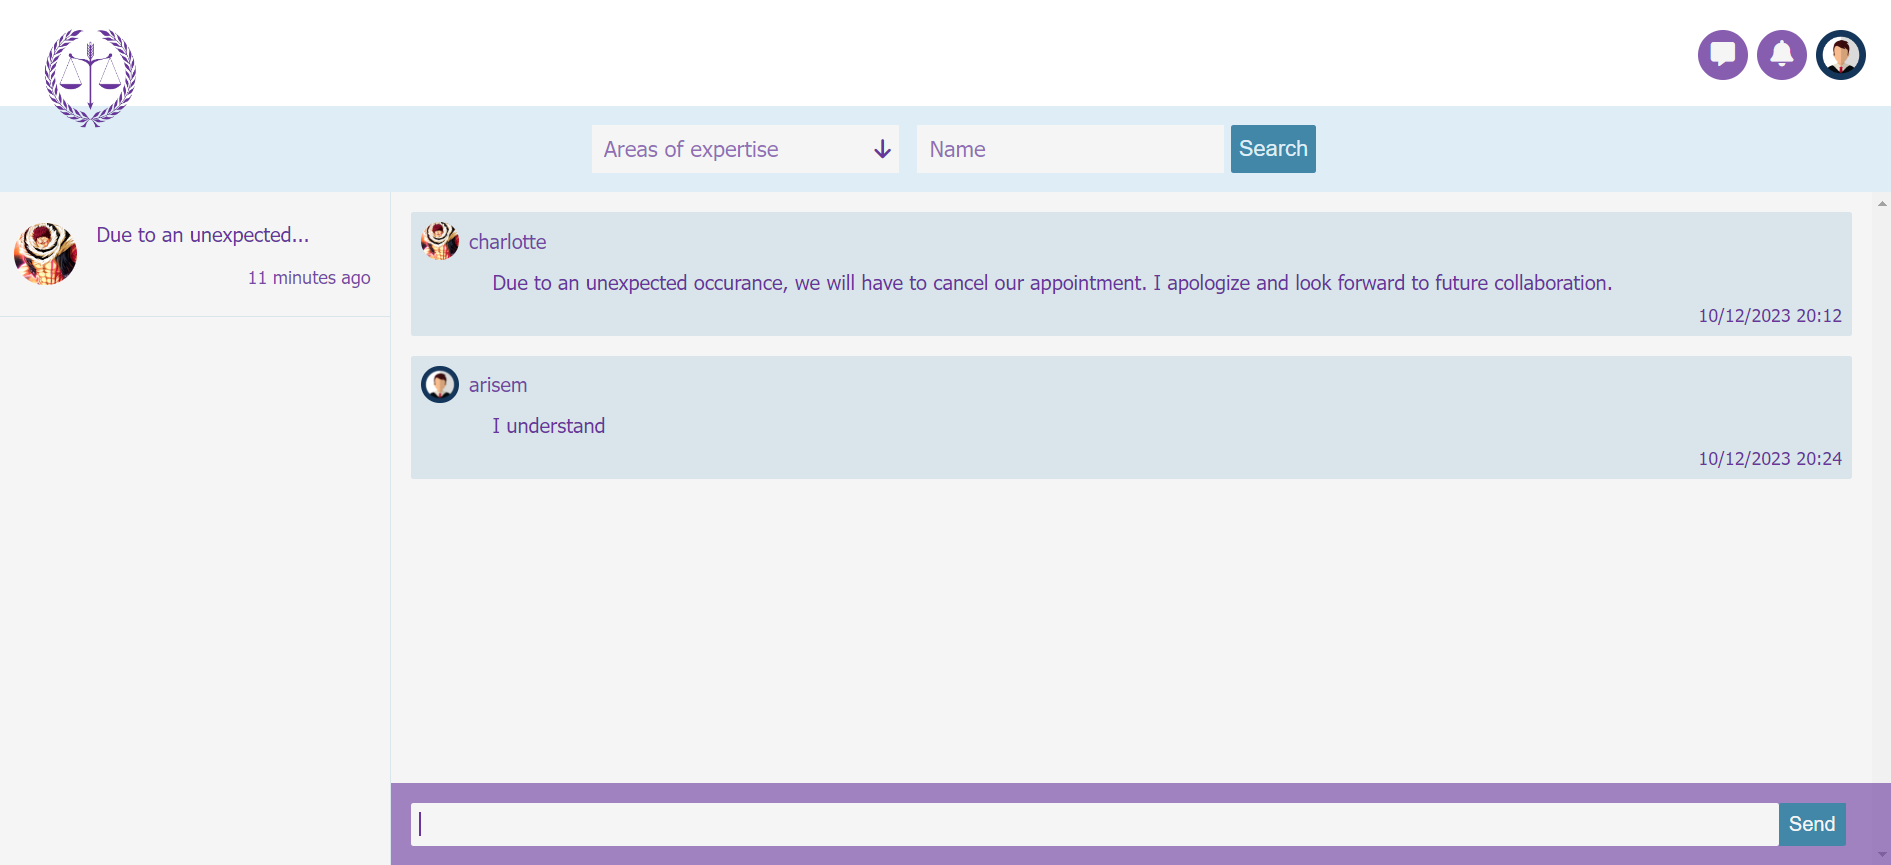 Areas of expertise
Name
Search
Due to an unexpected...
11 minutes ago
charlotte
Due to an unexpected occurance, we will have to cancel our appointment. I apologize and look forward to future collaboration.
10/12/2023 20:12
arisem
I understand
10/12/2023 20:24
Send